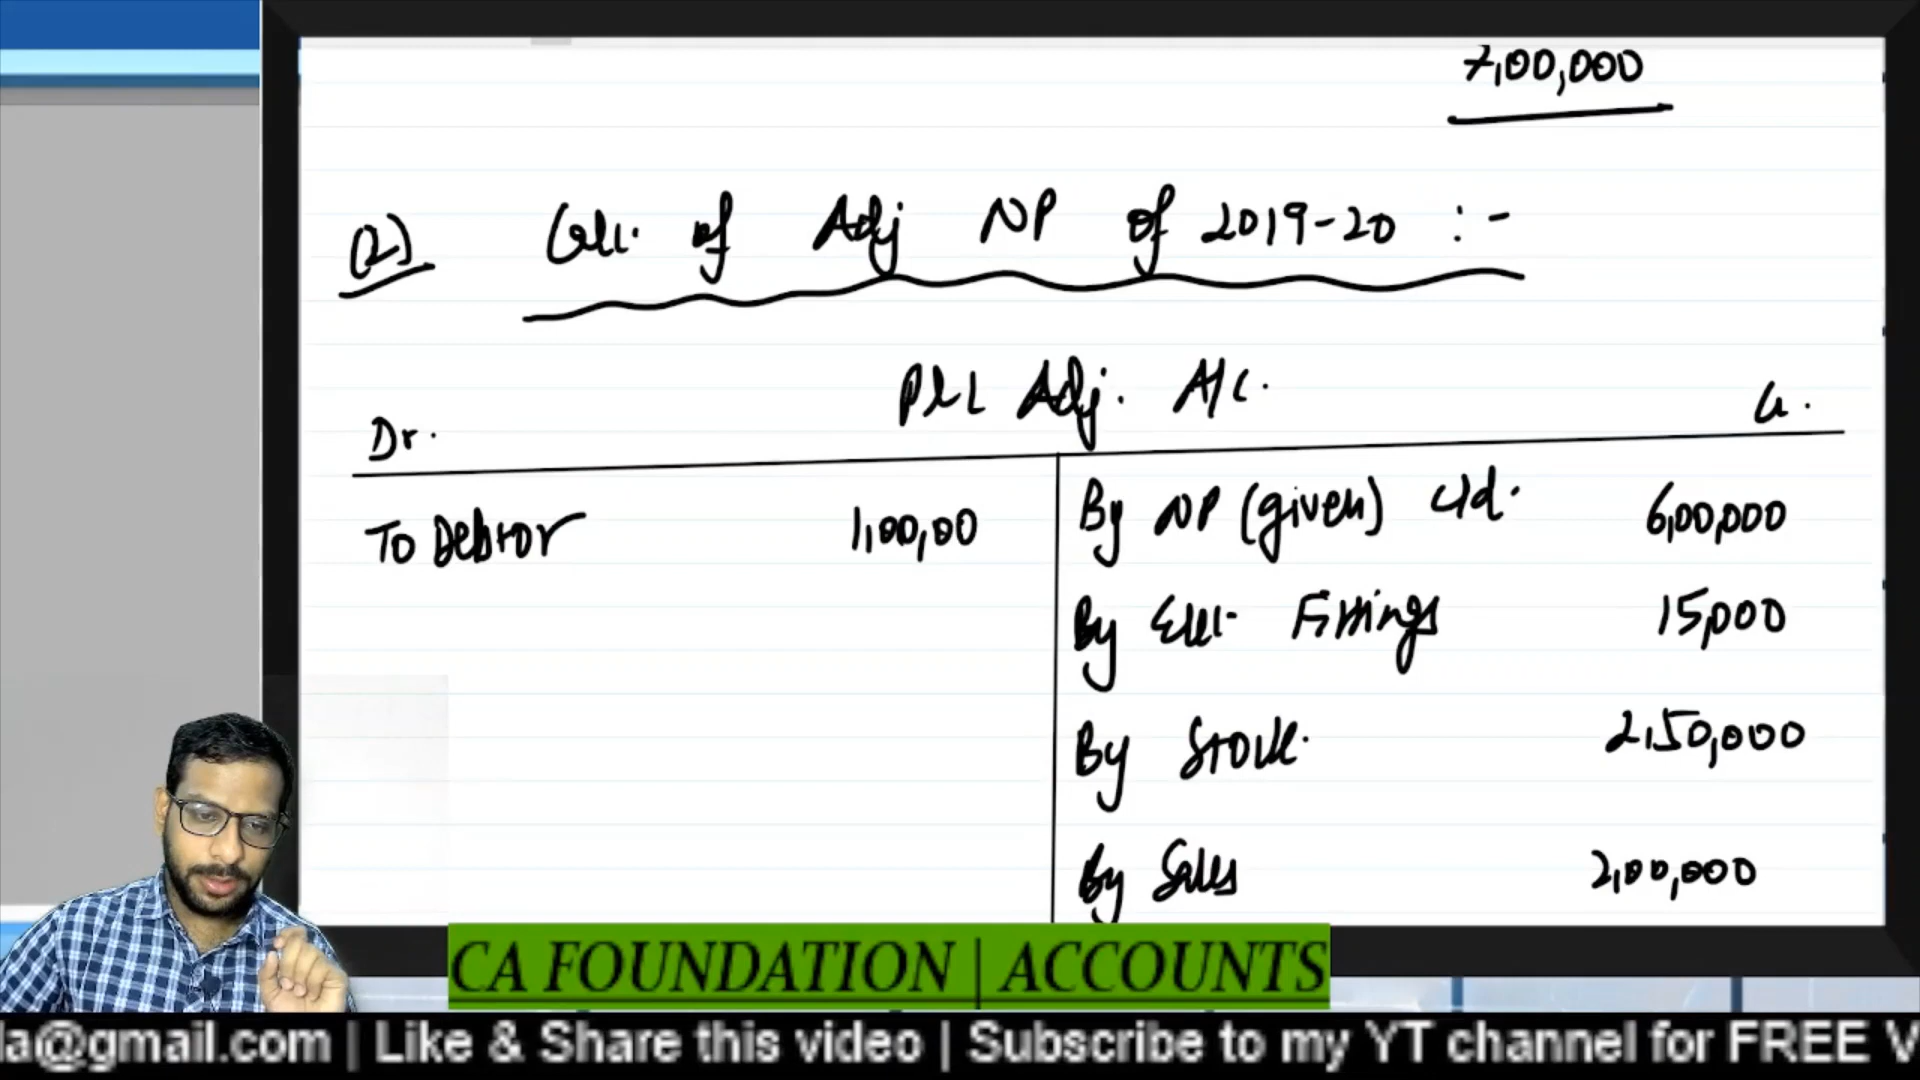 7,00,000
(2) Calc. of Adj NP of 2019-20 :-
P&L Adj. A/c.
Dr. Cr.
To Debtor 1,00,00 By NP (given) c/d. 6,00,000
By Elec. Fittings 15,000
By Stock. 2,50,000
By Sales 2,00,000
CA FOUNDATION | ACCOUNTS
la@gmail.com | Like & Share this video | Subscribe to my YT channel for FREE V